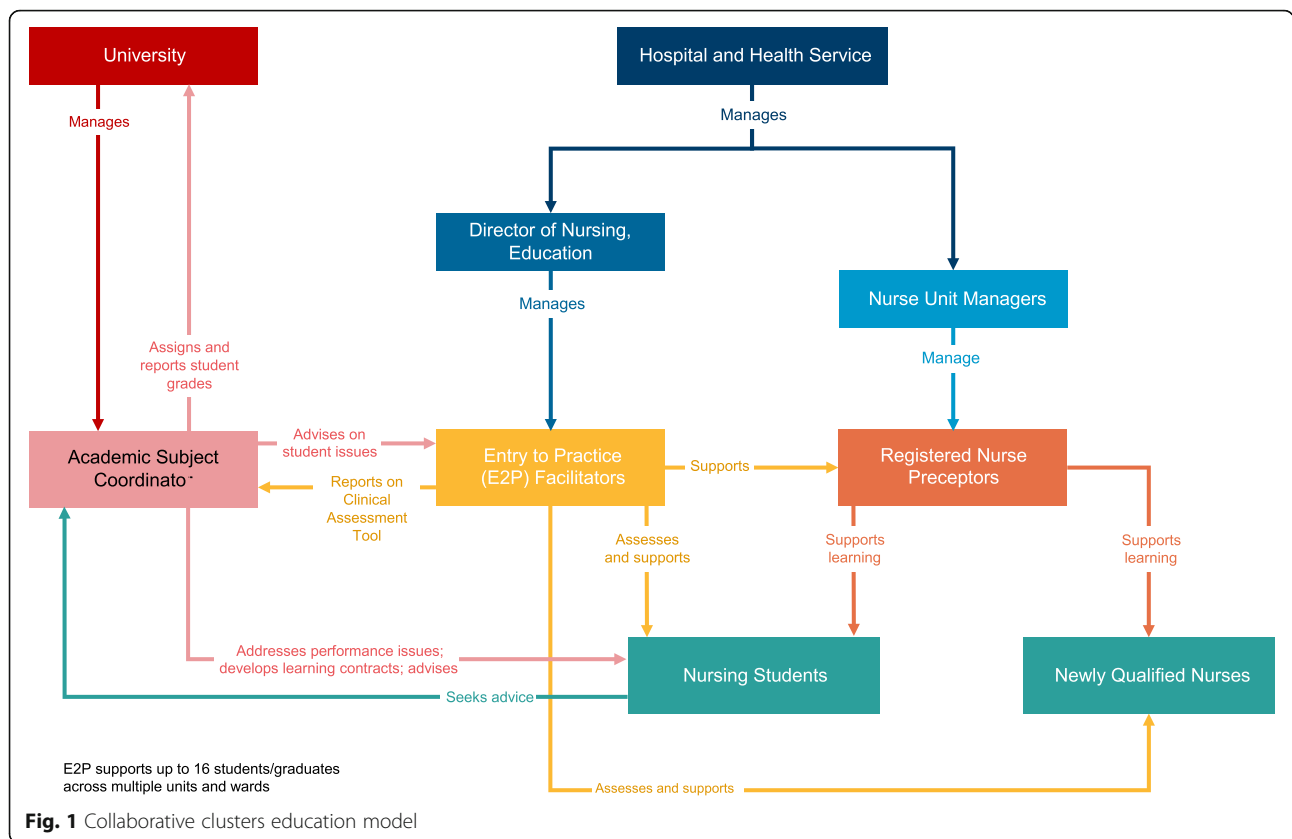 University
Hospital and Health Service
Manages
Manages
Director of Nursing,
Education
Nurse Unit Managers
Manages
Manage
Assigns and
reports student
grades
Academic Subject
Coordinato
Advises on
student issues
Entry to Practice
(E2P) Facilitators
Supports
Registered Nurse
Preceptors
Reports on
Clinical
Assessment
Tool
Assesses
and supports
Supports
learning
Supports
learning
Addresses performance issues;
develops learning contracts; advises
Nursing Students
Newly Qualified Nurses
Seeks advice
E2P supports up to 16 students/graduates
across multiple units and wards
Assesses and supports
Fig. 1 Collaborative clusters education model